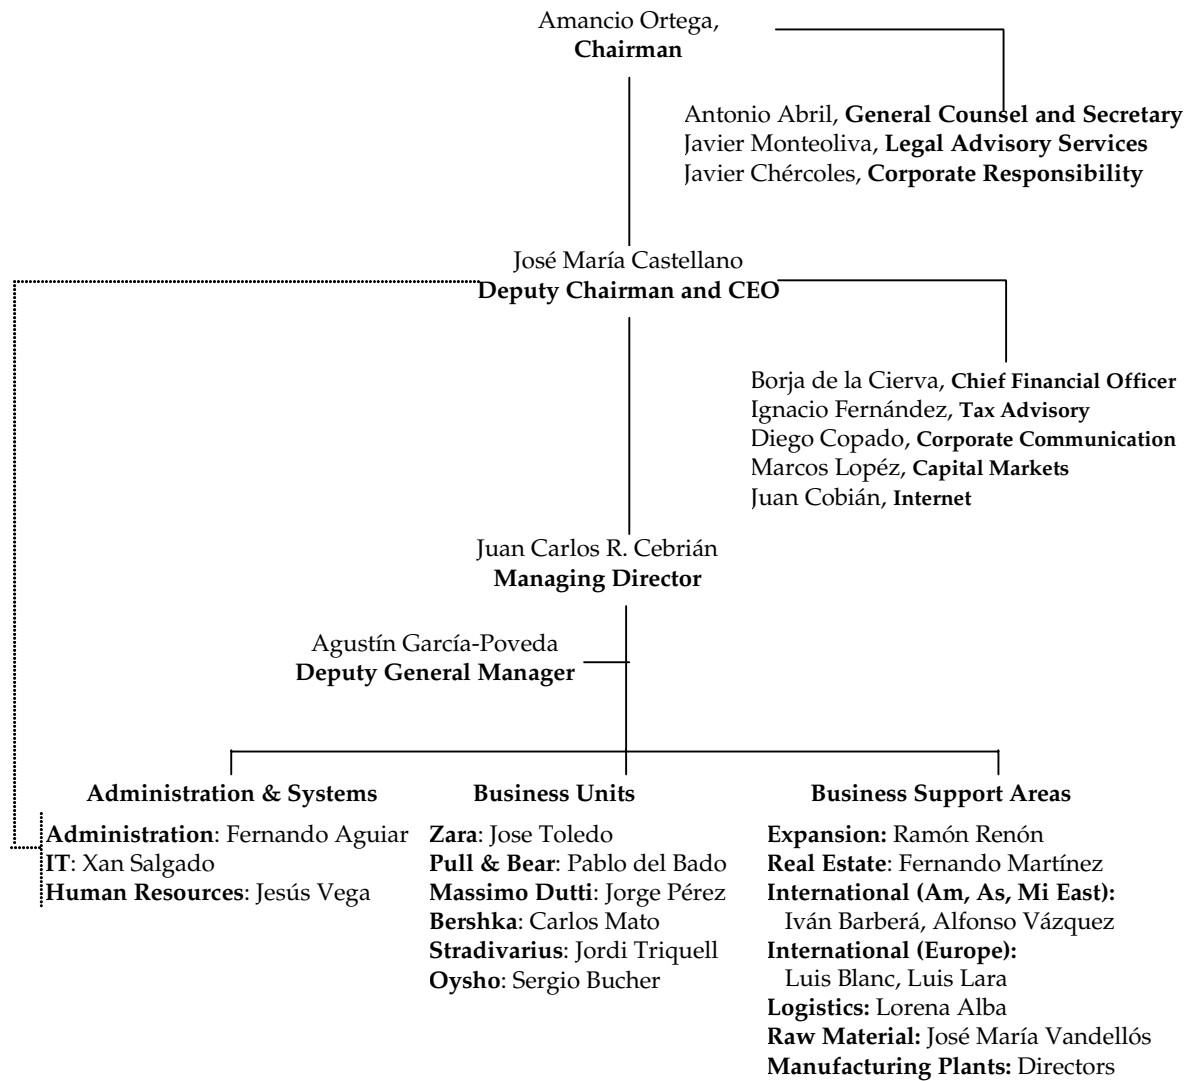 Amancio Ortega,
Chairman
Antonio Abril, General Counsel and Secretary
Javier Monteoliva, Legal Advisory Services
Javier Chércoles, Corporate Responsibility
José María Castellano
Deputy Chairman and CEO
Borja de la Cierva, Chief Financial Officer
Ignacio Fernández, Tax Advisory
Diego Copado, Corporate Communication
Marcos Lopéz, Capital Markets
Juan Cobián, Internet
Juan Carlos R. Cebrián
Managing Director
Agustín García-Poveda
Deputy General Manager
Administration & Systems
Administration: Fernando Aguiar
IT: Xan Salgado
Human Resources: Jesús Vega
Business Units
Zara: Jose Toledo
Pull & Bear: Pablo del Bado
Massimo Dutti: Jorge Pérez
Bershka: Carlos Mato
Stradivarius: Jordi Triquell
Oysho: Sergio Bucher
Business Support Areas
Expansion: Ramón Renón
Real Estate: Fernando Martínez
International (Am, As, Mi East):
Iván Barberá, Alfonso Vázquez
International (Europe):
Luis Blanc, Luis Lara
Logistics: Lorena Alba
Raw Material: José María Vandellós
Manufacturing Plants: Directors